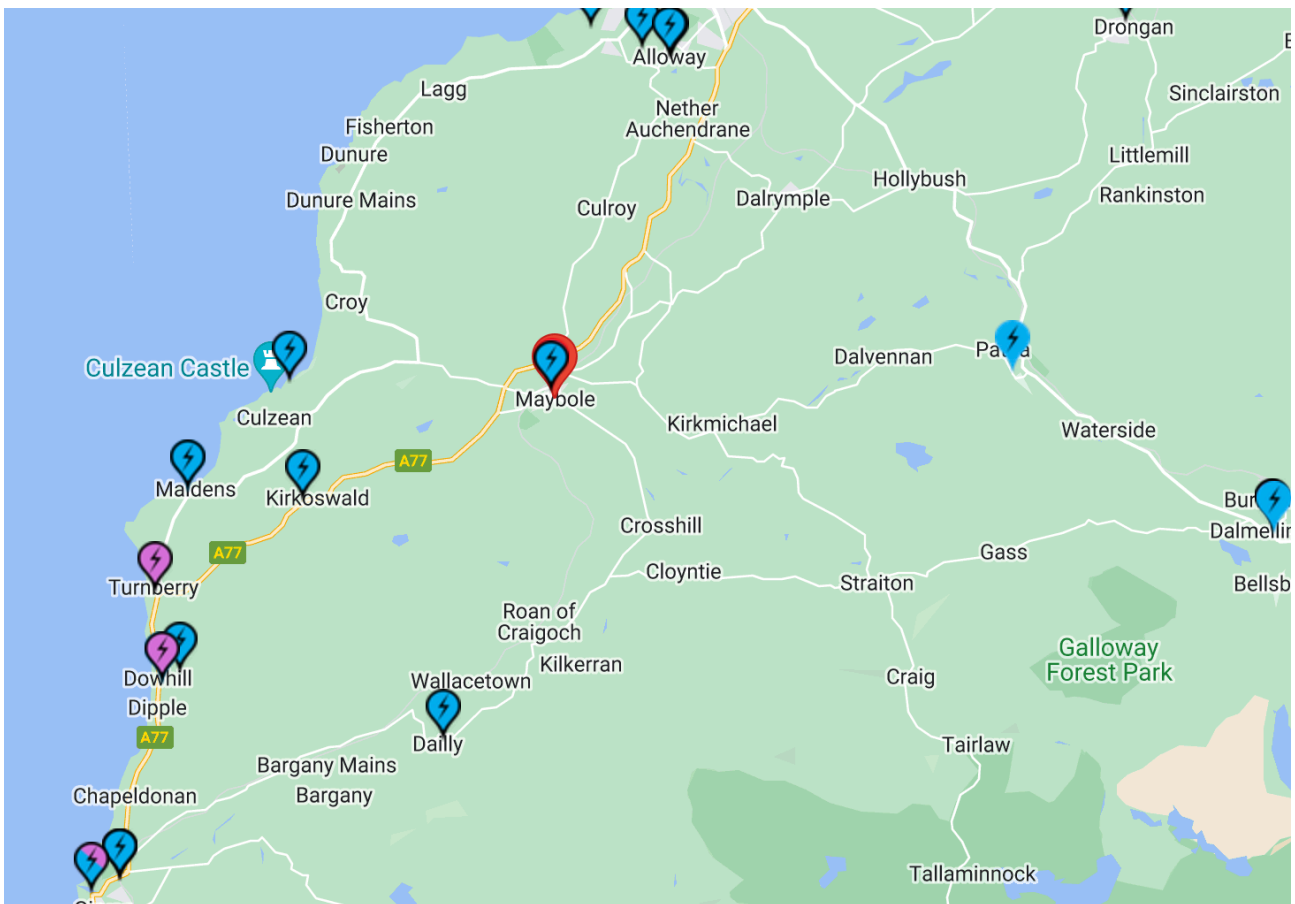 Drongan
Alloway
Lagg
Sinclairston
Nether
Auchendrane
Fisherton
Dunure
Littlemill
Hollybush
Rankinston
Dunure Mains
Culroy
Dalrymple
Croy
Dalvennan
Culzean Castle
Maybole
Culzean
Kirkmichael
Waterside
A77
Maidens
Kirkoswald
Crosshill
A77
Gass
Cloyntie
Straiton
Turnberry
Roan of
Craigoch
Galloway
Forest Park
Kilkerran
Dowhill
Wallacetown
Craig
Dipple
A77
Dailly
Tairlaw
Bargany Mains
Bargany
Chapeldonan
Tallaminnock